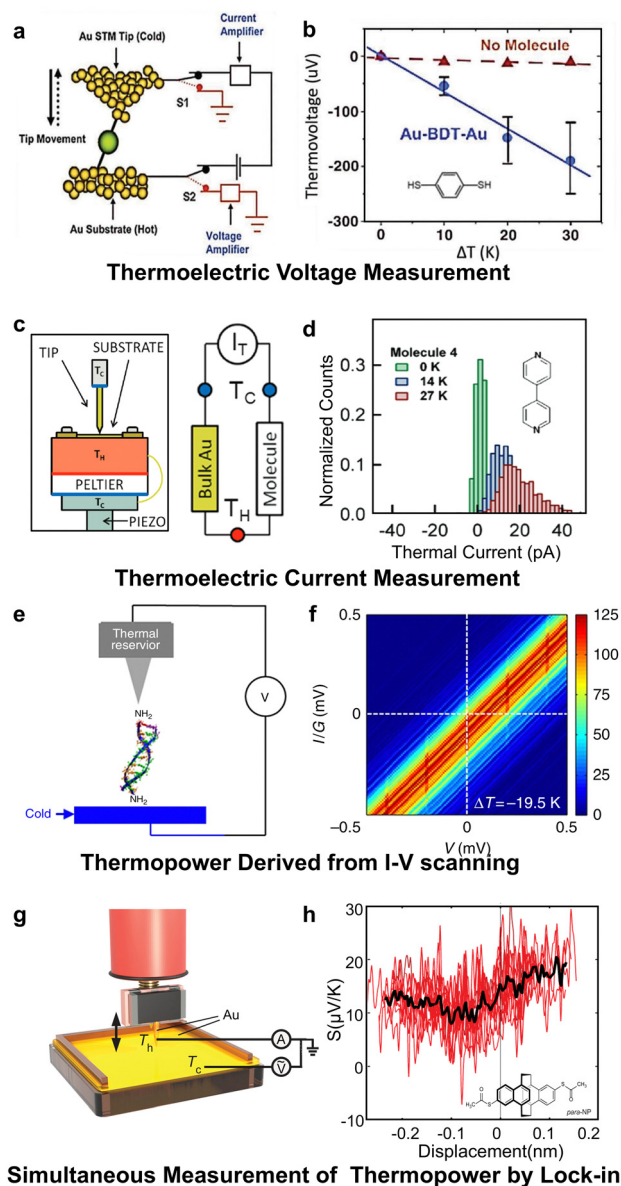 a
Au STM Tip (Cold)
Current
Amplifier
S1
Tip Movement
S2
Au Substrate (Hot)
Voltage
Amplifier
b
Thermovoltage (uV)
0
-100
-200
-300
No Molecule
Au-BDT-Au
HS
SH
0 10 20 30 40
ΔT (K)
Thermoelectric Voltage Measurement
c
TIP
SUBSTRATE
TC
TH
PELTIER
TC
PIEZO
IT
TC
Bulk Au
Molecule
TH
d
Normalized Counts
0.3
0.2
0.1
0.0
Molecule 4
0 K
14 K
27 K
N
N
-40 -20 0 20 40
Thermal Current (pA)
Thermoelectric Current Measurement
e
Thermal
reservior
V
NH2
NH2
Cold
f
I/G (mV)
0.5
0
–0.5
ΔT=–19.5 K
0 0.5
V (mV)
125
100
75
50
25
0
Thermopower Derived from I-V scanning
g
Au
Th
A
Tc
V
h
S(μV/K)
30
20
10
0
-10
CH3
O
S
S
O
CH3
para-NP
-0.2 -0.1 0 0.1 0.2
Displacement(nm)
Simultaneous Measurement of Thermopower by Lock-in